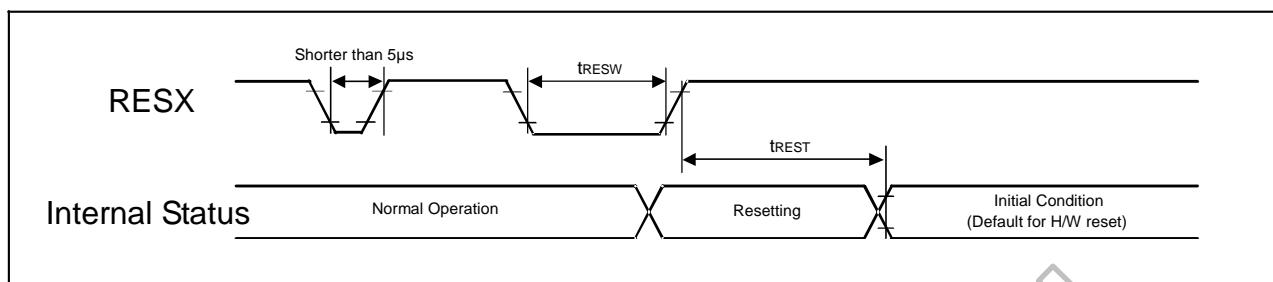 Shorter than 5µs
tRESW
RESX
tREST
Internal Status
Normal Operation
Resetting
Initial Condition
(Default for H/W reset)